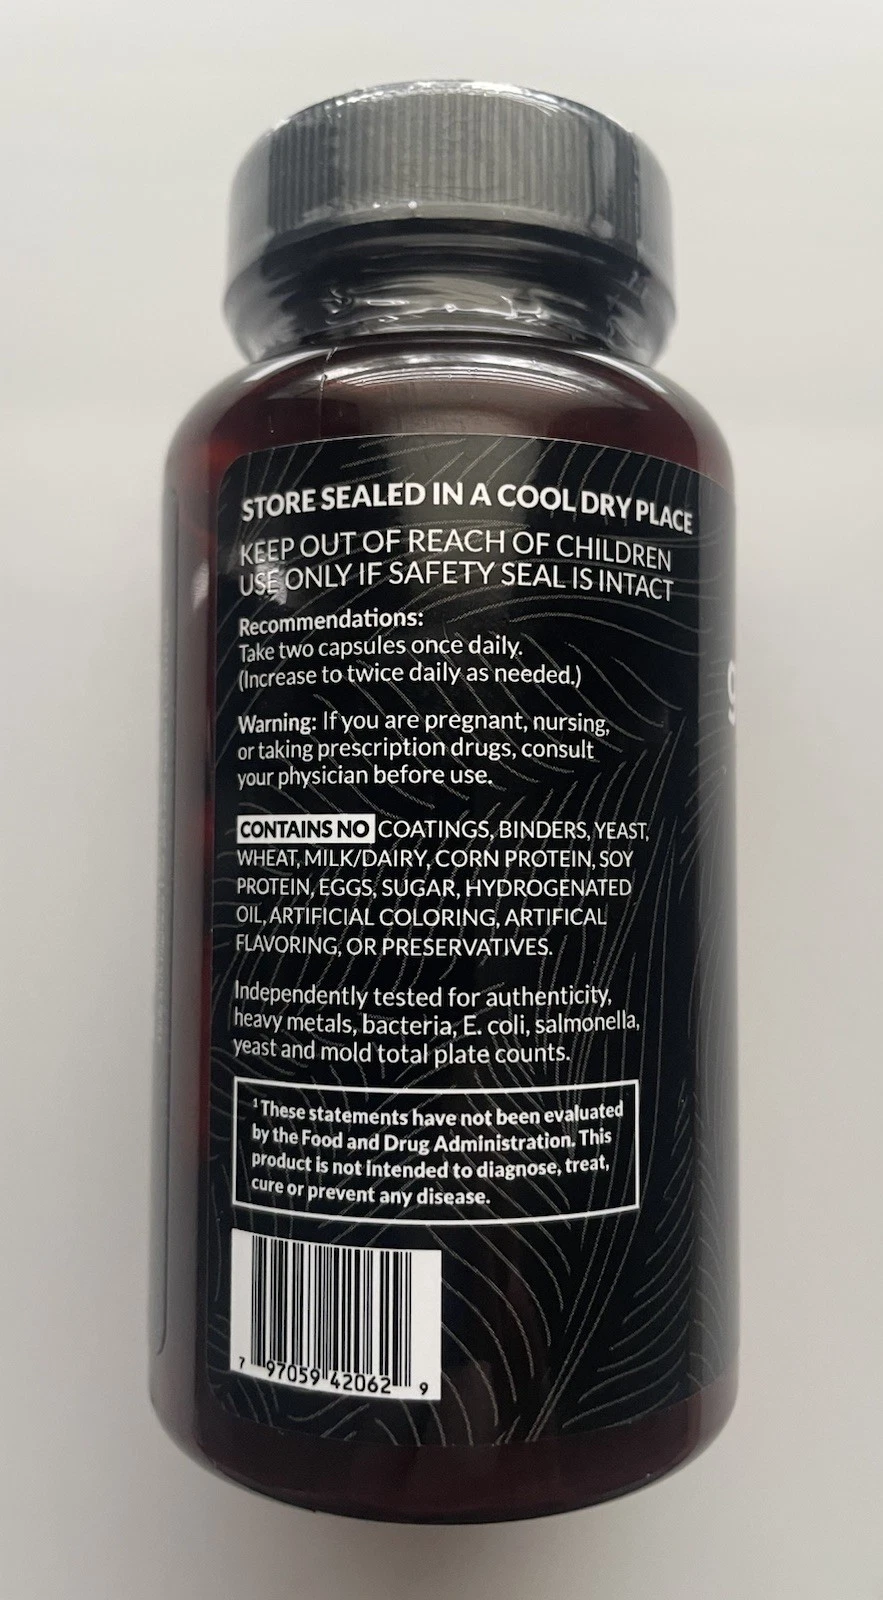 STORE SEALED IN A COOL DRY PLACE
KEEP OUT OF REACH OF CHILDREN
USE ONLY IF SAFETY SEAL IS INTACT
Recommendations:
Take two capsules once daily.
(Increase to twice daily as needed.)
Warning: If you are pregnant, nursing,
or taking prescription drugs, consult
your physician before use.
CONTAINS NO COATINGS, BINDERS, YEAST,
WHEAT, MILK/DAIRY, CORN PROTEIN, SOY
PROTEIN, EGGS, SUGAR, HYDROGENATED
OIL, ARTIFICIAL COLORING, ARTIFICAL
FLAVORING, OR PRESERVATIVES.
Independently tested for authenticity,
heavy metals, bacteria, E. coli, salmonella,
yeast and mold total plate counts.
¹ These statements have not been evaluated
by the Food and Drug Administration. This
product is not intended to diagnose, treat,
cure or prevent any disease.
7 97059 42062 9